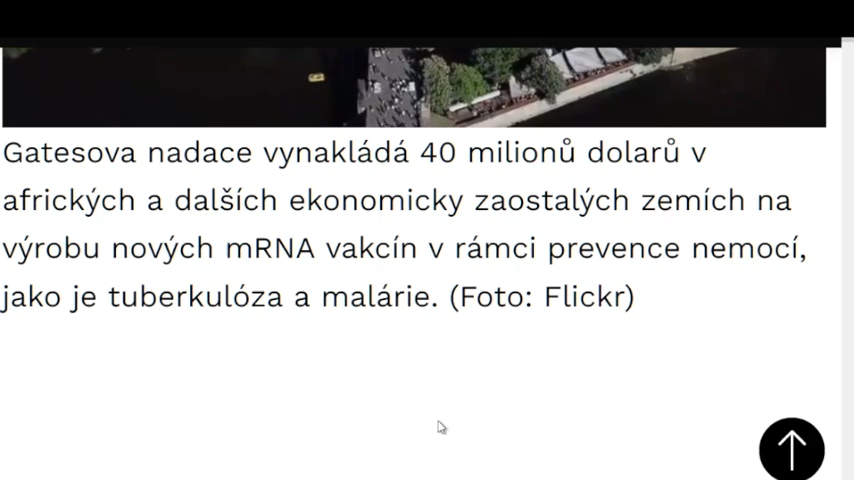 Gatesova nadace vynakládá 40 milionů dolarů v
afrických a dalších ekonomicky zaostalých zemích na
výrobu nových mRNA vakcín v rámci prevence nemocí,
jako je tuberkulóza a malárie. (Foto: Flickr)